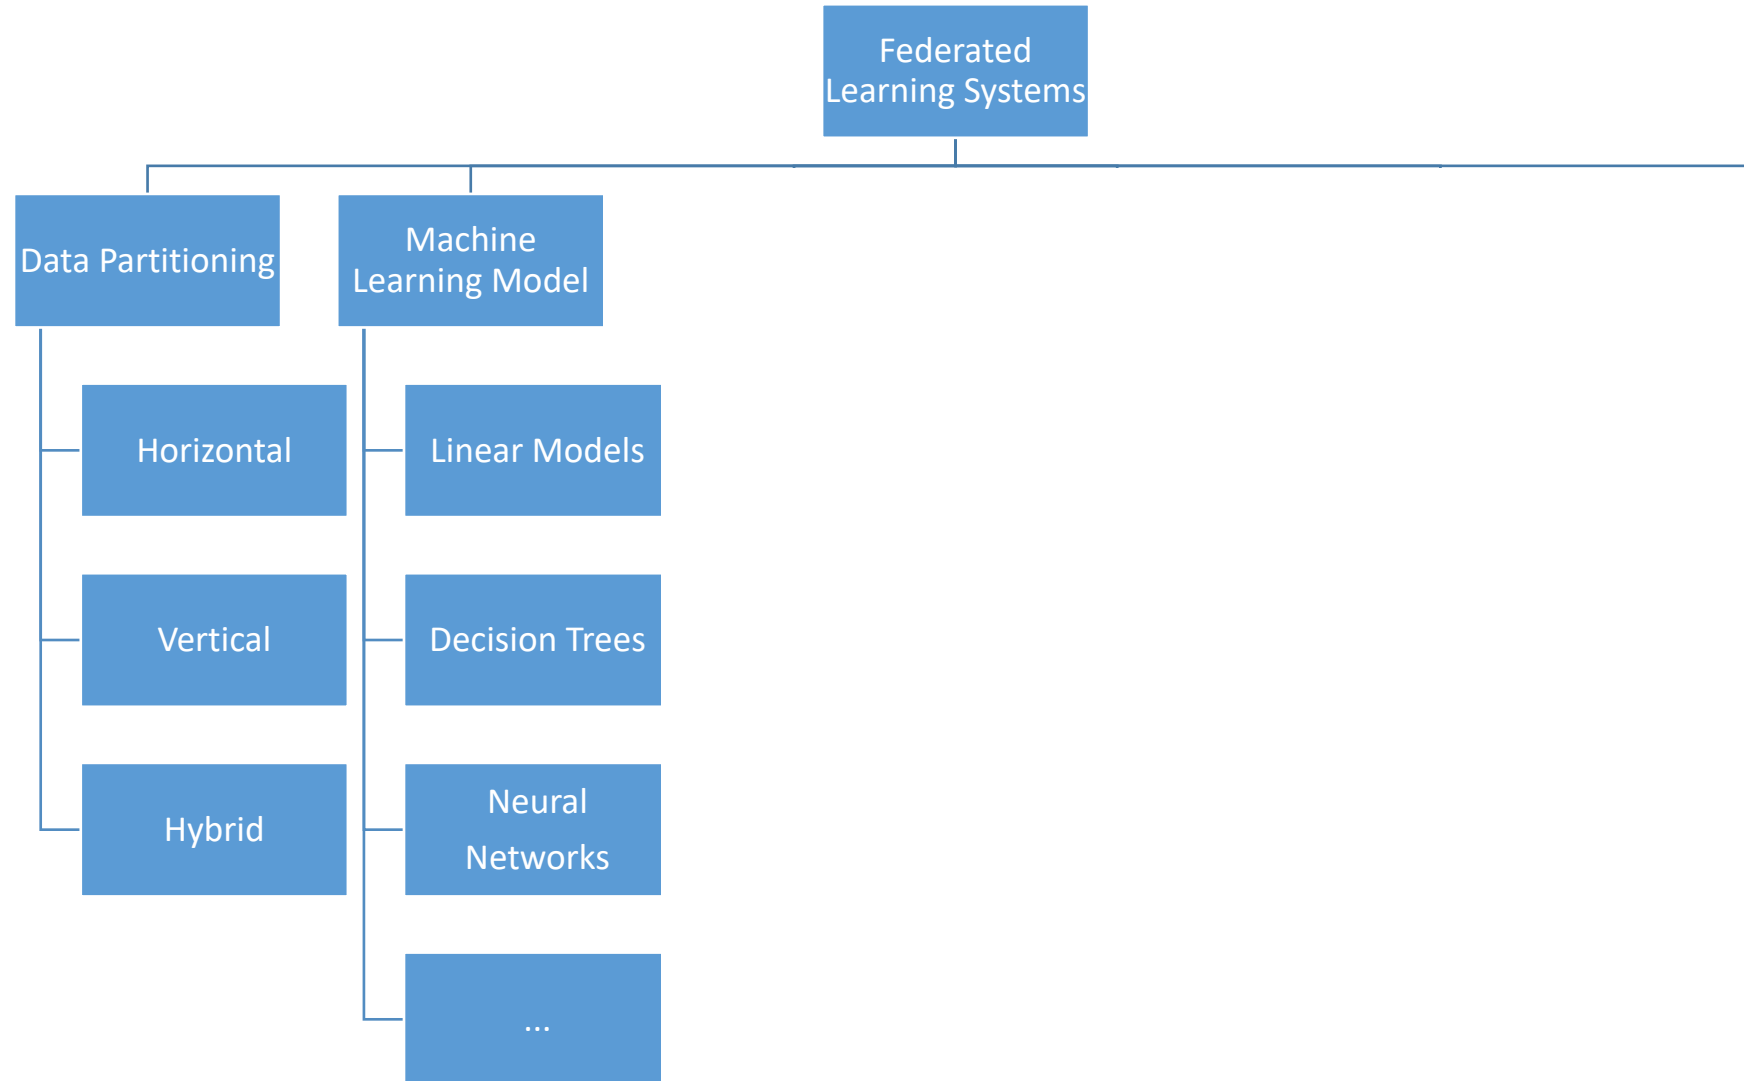 Federated
Learning Systems
Data Partitioning
Machine
Learning Model
Horizontal
Linear Models
Vertical
Decision Trees
Hybrid
Neural
Networks
...